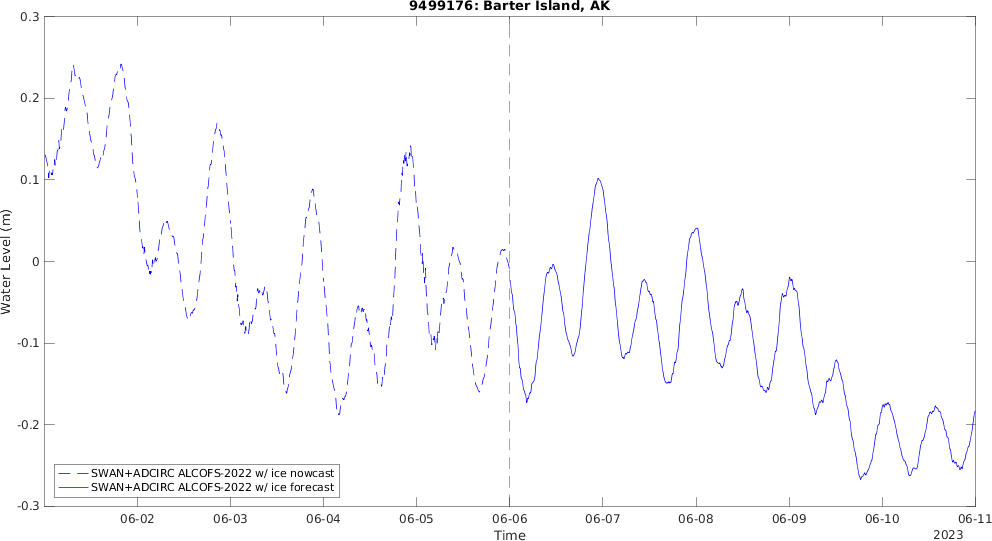 9499176: Barter Island, AK
0.3
0.2
0.1
0
-0.1
-0.2
-0.3
Water Level (m)
SWAN+ADCIRC ALCOFS-2022 w/ ice nowcast
SWAN+ADCIRC ALCOFS-2022 w/ ice forecast
06-02 06-03 06-04 06-05 06-06 06-07 06-08 06-09 06-10 06-11
Time
2023